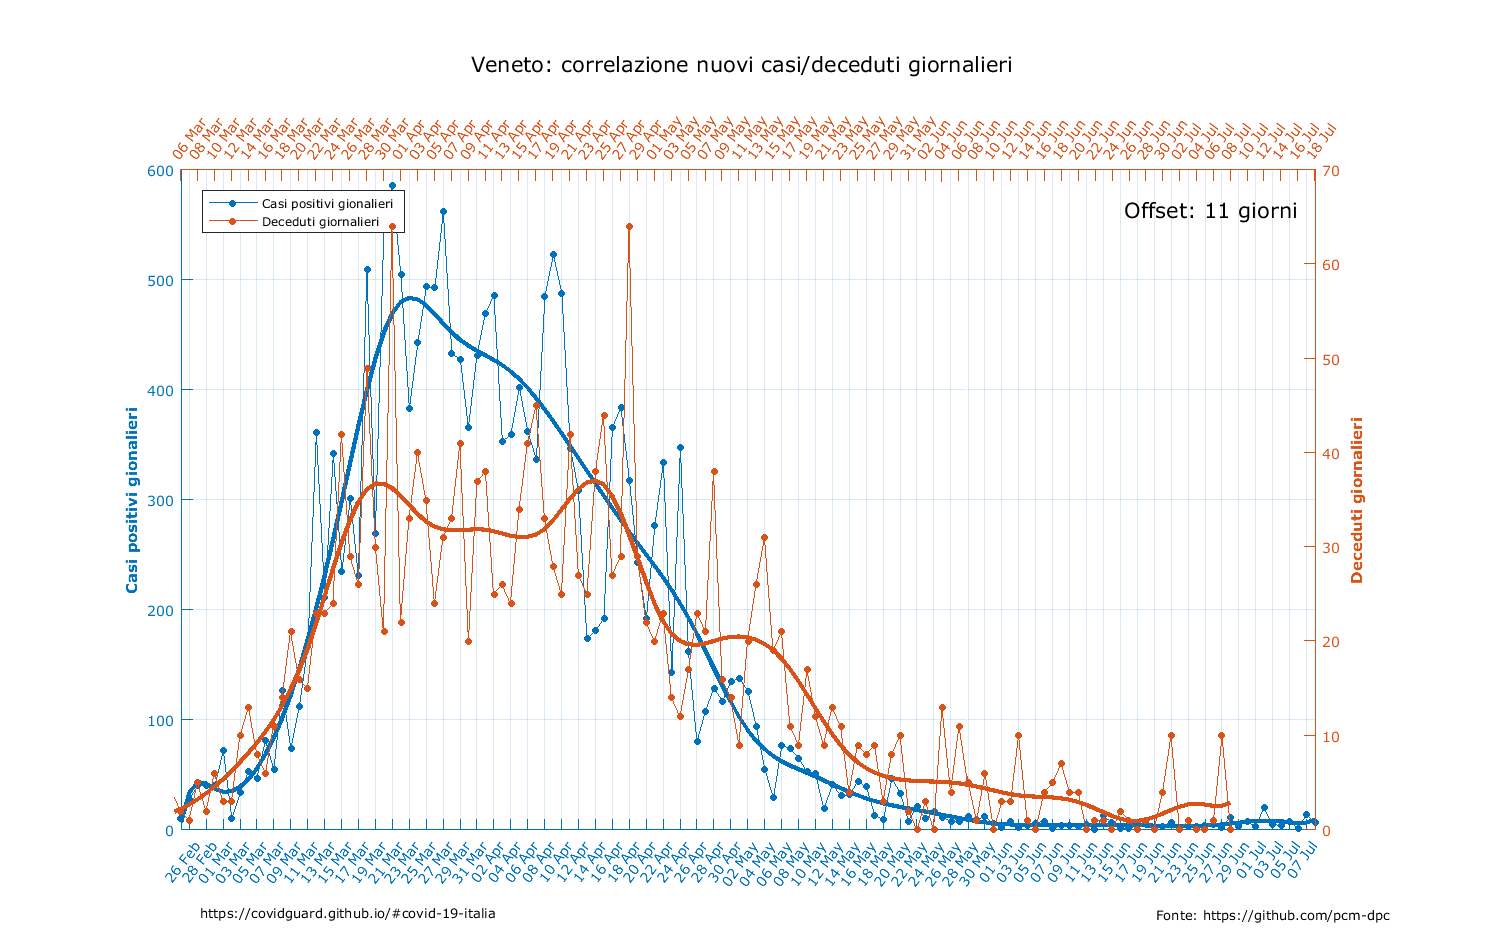 Veneto: correlazione nuovi casi/deceduti giornalieri
06 Mar
08 Mar
10 Mar
12 Mar
14 Mar
16 Mar
18 Mar
20 Mar
22 Mar
24 Mar
26 Mar
28 Mar
30 Mar
01 Apr
03 Apr
05 Apr
07 Apr
09 Apr
11 Apr
13 Apr
15 Apr
17 Apr
19 Apr
21 Apr
23 Apr
25 Apr
27 Apr
29 Apr
01 May
03 May
05 May
07 May
09 May
11 May
13 May
15 May
17 May
19 May
21 May
23 May
25 May
27 May
29 May
31 May
02 Jun
04 Jun
06 Jun
08 Jun
10 Jun
12 Jun
14 Jun
16 Jun
18 Jun
20 Jun
22 Jun
24 Jun
26 Jun
28 Jun
30 Jun
02 Jul
04 Jul
06 Jul
08 Jul
10 Jul
12 Jul
14 Jul
16 Jul
18 Jul
600
500
400
300
200
100
0
Casi positivi gionalieri
Casi positivi gionalieri
Deceduti giornalieri
Offset: 11 giorni
70
60
50
40
30
20
10
0
Deceduti giornalieri
26 Feb
28 Feb
01 Mar
03 Mar
05 Mar
07 Mar
09 Mar
11 Mar
13 Mar
15 Mar
17 Mar
19 Mar
21 Mar
23 Mar
25 Mar
27 Mar
29 Mar
31 Mar
02 Apr
04 Apr
06 Apr
08 Apr
10 Apr
12 Apr
14 Apr
16 Apr
18 Apr
20 Apr
22 Apr
24 Apr
26 Apr
28 Apr
30 Apr
02 May
04 May
06 May
08 May
10 May
12 May
14 May
16 May
18 May
20 May
22 May
24 May
26 May
28 May
30 May
01 Jun
03 Jun
05 Jun
07 Jun
09 Jun
11 Jun
13 Jun
15 Jun
17 Jun
19 Jun
21 Jun
23 Jun
25 Jun
27 Jun
29 Jun
01 Jul
03 Jul
05 Jul
07 Jul
https://covidguard.github.io/#covid-19-italia
Fonte: https://github.com/pcm-dpc